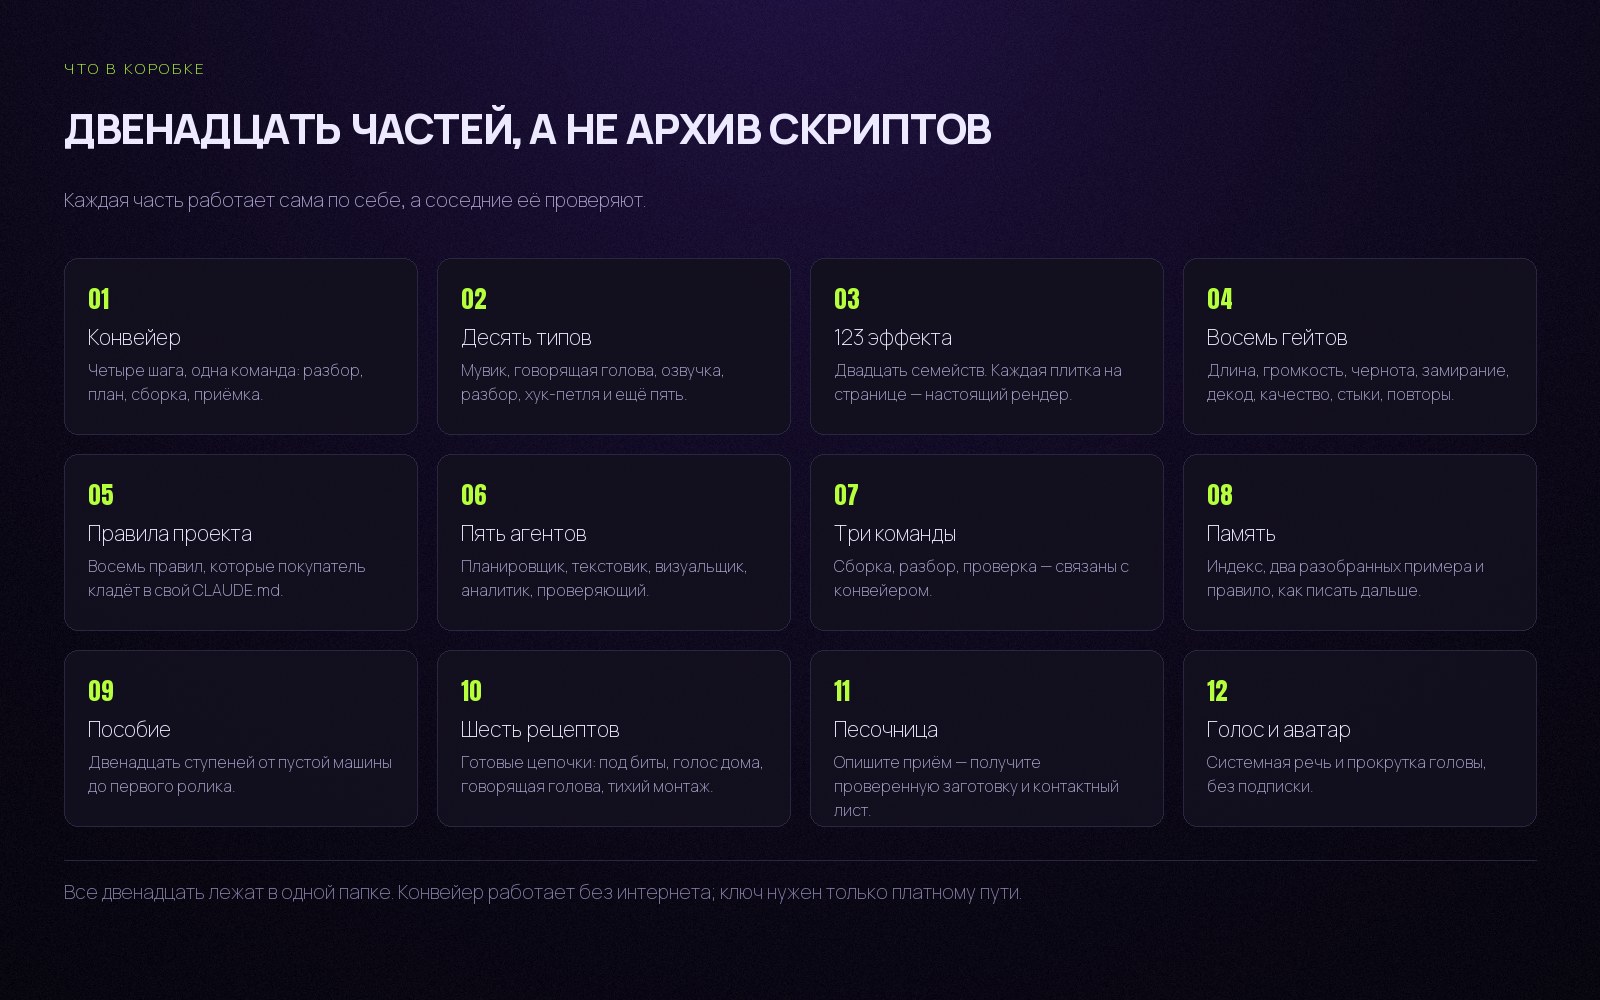 ЧТО В КОРОБКЕ
ДВЕНАДЦАТЬ ЧАСТЕЙ, А НЕ АРХИВ СКРИПТОВ
Каждая часть работает сама по себе, а соседние её проверяют.
01
Конвейер
Четыре шага, одна команда: разбор,
план, сборка, приёмка.
02
Десять типов
Мувик, говорящая голова, озвучка,
разбор, хук-петля и ещё пять.
03
123 эффекта
Двадцать семейств. Каждая плитка на
странице — настоящий рендер.
04
Восемь гейтов
Длина, громкость, чернота, замирание,
декод, качество, стыки, повторы.
05
Правила проекта
Восемь правил, которые покупатель
кладёт в свой CLAUDE.md.
06
Пять агентов
Планировщик, текстовик, визуальщик,
аналитик, проверяющий.
07
Три команды
Сборка, разбор, проверка — связаны с
конвейером.
08
Память
Индекс, два разобранных примера и
правило, как писать дальше.
09
Пособие
Двенадцать ступеней от пустой машины
до первого ролика.
10
Шесть рецептов
Готовые цепочки: под биты, голос дома,
говорящая голова, тихий монтаж.
11
Песочница
Опишите приём — получите
проверенную заготовку и контактный
лист.
12
Голос и аватар
Системная речь и прокрутка головы,
без подписки.
Все двенадцать лежат в одной папке. Конвейер работает без интернета; ключ нужен только платному пути.